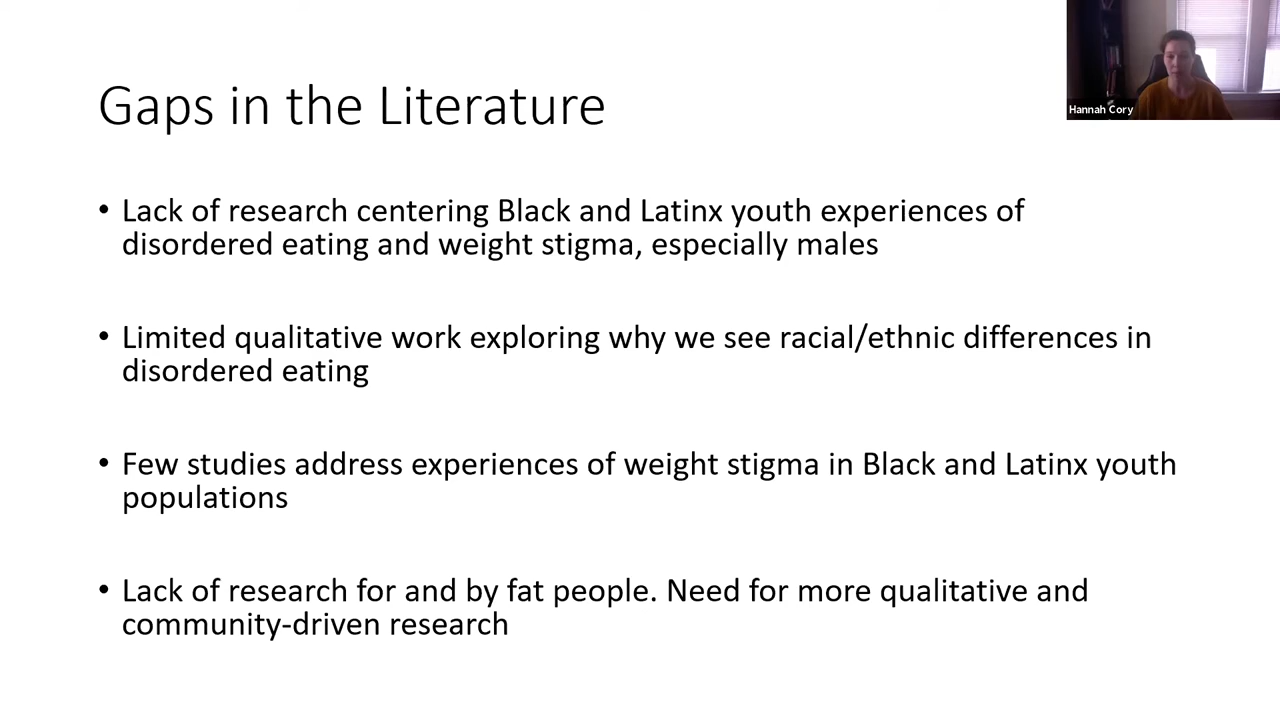 Gaps in the Literature
Hannah Cory
• Lack of research centering Black and Latinx youth experiences of
disordered eating and weight stigma, especially males
• Limited qualitative work exploring why we see racial/ethnic differences in
disordered eating
• Few studies address experiences of weight stigma in Black and Latinx youth
populations
• Lack of research for and by fat people. Need for more qualitative and
community-driven research